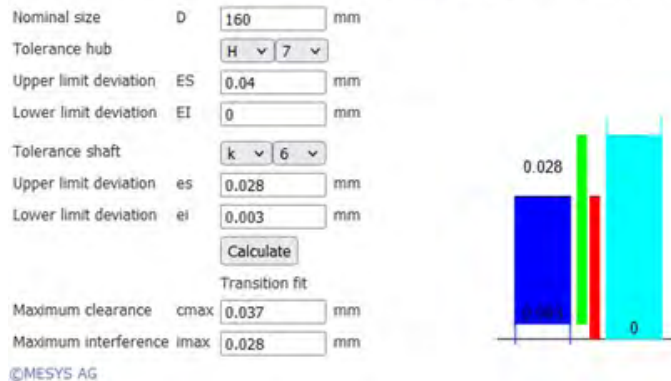 Nominal size D 160 mm
Tolerance hub H 7
Upper limit deviation ES 0.04 mm
Lower limit deviation EI 0 mm
Tolerance shaft k 6
Upper limit deviation es 0.028 mm
Lower limit deviation ei 0.003 mm
Calculate
Transition fit
Maximum clearance cmax 0.037 mm
Maximum interference imax 0.028 mm
©MESYS AG
0.028
0